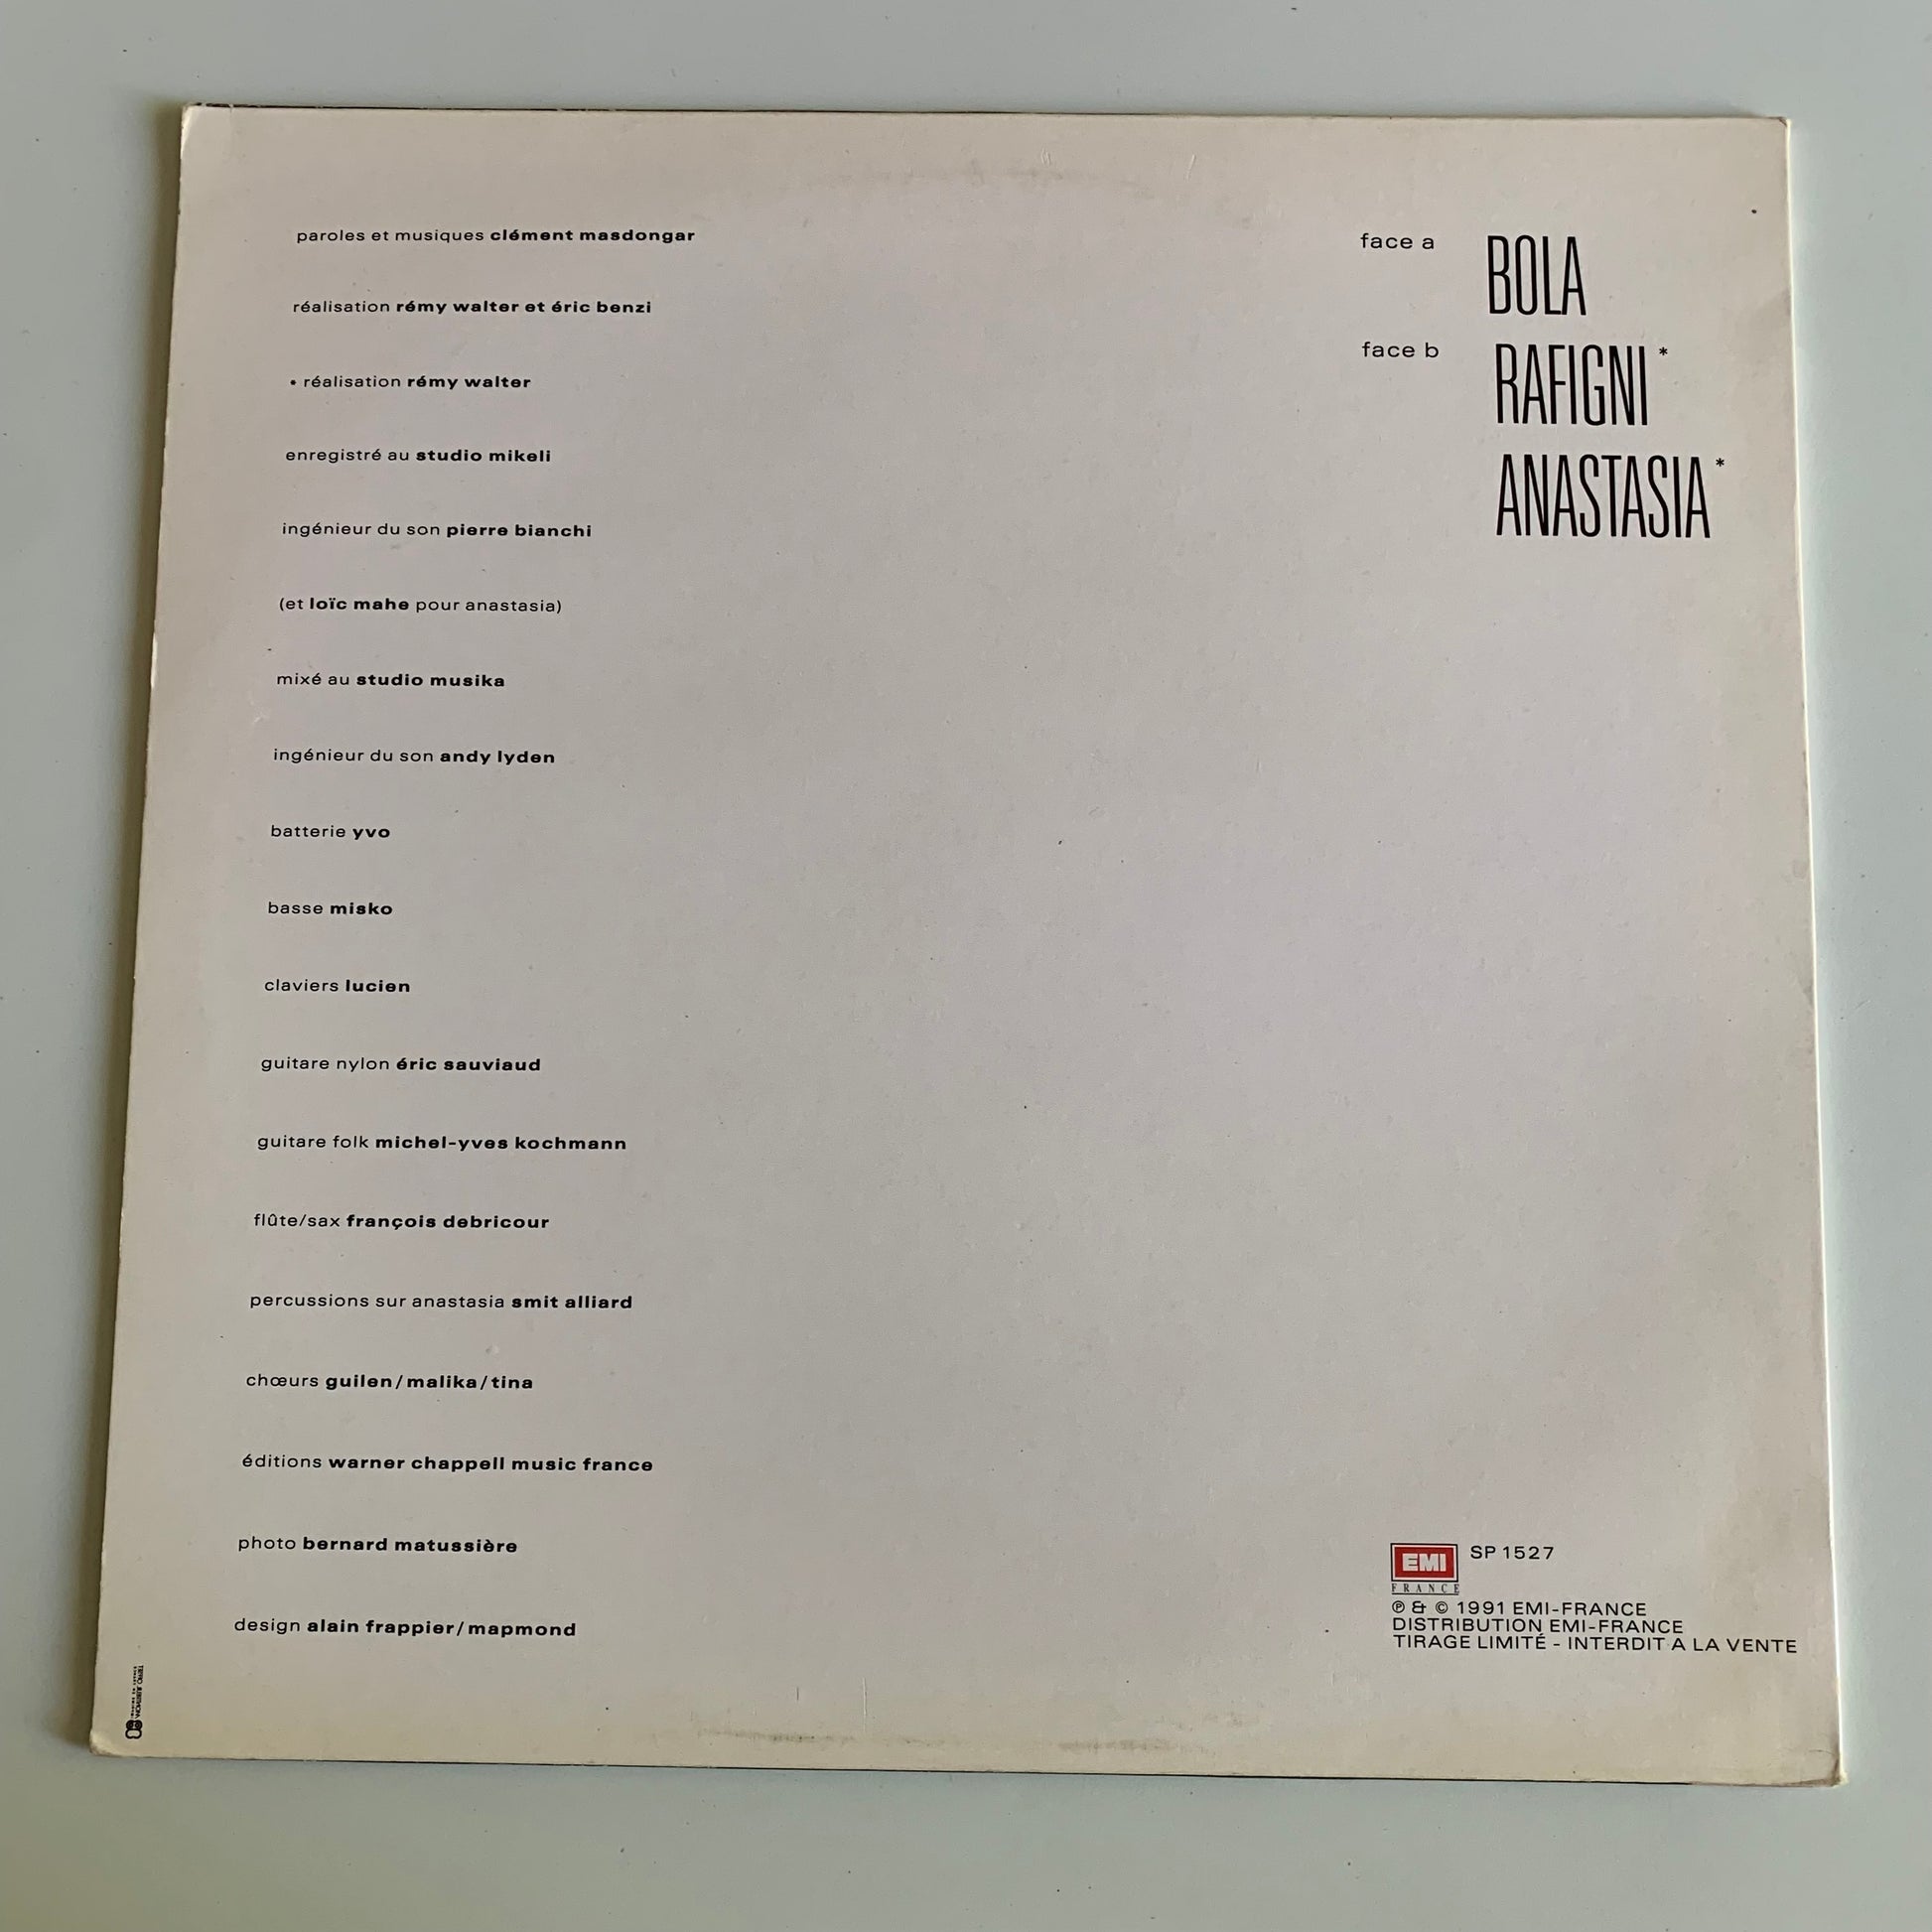 paroles et musiques clément masdongar
réalisation rémy walter et éric benzi
• réalisation rémy walter
enregistré au studio mikeli
ingénieur du son pierre bianchi
(et loïc mahe pour anastasia)
mixé au studio musika
ingénieur du son andy lyden
batterie yvo
basse misko
claviers lucien
guitare nylon éric sauviaud
guitare folk michel-yves kochmann
flûte/sax françois debricour
percussions sur anastasia smit alliard
chœurs guilen/malika/tina
éditions warner chappell music france
photo bernard matussière
design alain frappier/mapmond
face a BOLA
face b RAFIGNI*
ANASTASIA*
EMI SP 1527
FRANCE
℗ & © 1991 EMI-FRANCE
DISTRIBUTION EMI-FRANCE
TIRAGE LIMITÉ - INTERDIT A LA VENTE